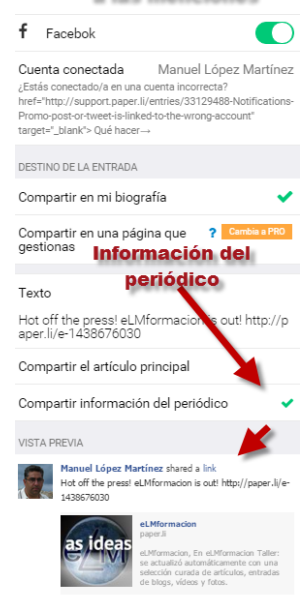 f Facebok
Cuenta conectada Manuel López Martínez
¿Estás conectado/a en una cuenta incorrecta?
href="http://support.paper.li/entries/33129488-Notifications-
Promo-post-or-tweet-is-linked-to-the-wrong-account"
target="_blank"> Qué hacer→
DESTINO DE LA ENTRADA
Compartir en mi biografía
Compartir en una página que ? Cambia a PRO
gestionas
Información del
periódico
Texto
Hot off the press! eLMformacion is out! http://p
aper.li/e-1438676030
Compartir el artículo principal
Compartir información del periódico
VISTA PREVIA
Manuel López Martínez shared a link
Hot off the press! eLMformacion is out! http://paper.li/e-
1438676030
as ideas
eLMformacion
paper.li
eLMformacion, En eLMformacion Taller:
se actualizó automáticamente con una
selección curada de artículos, entradas
de blogs, vídeos y fotos.